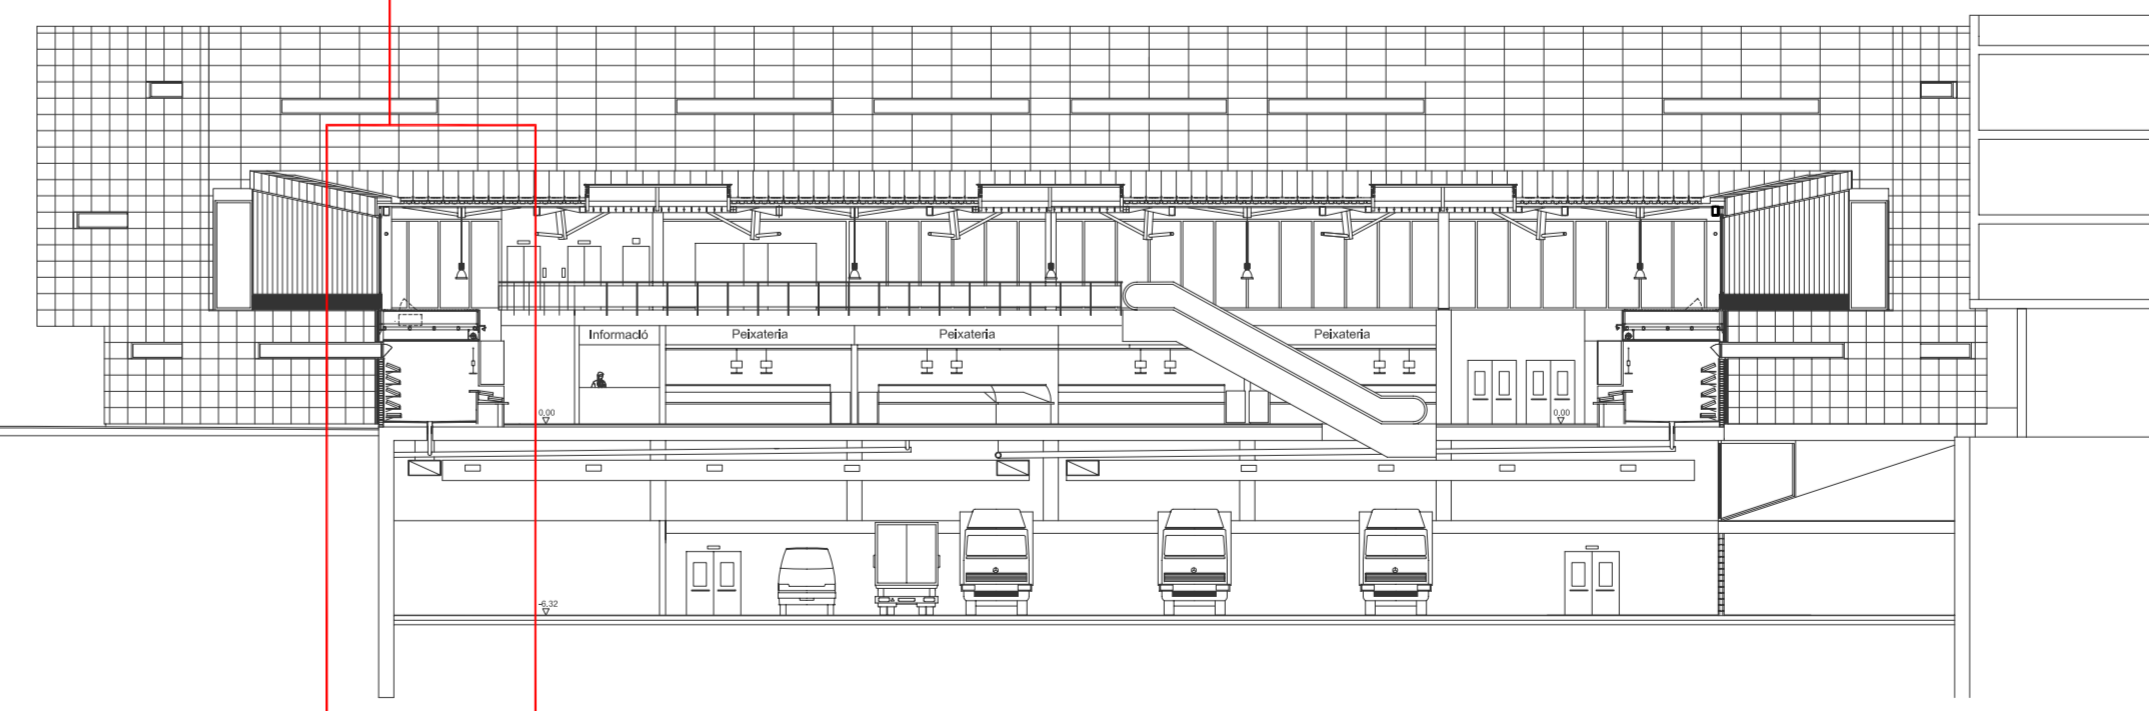 Informació
Peixateria
Peixateria
Peixateria
0,00
0,00
-6,32